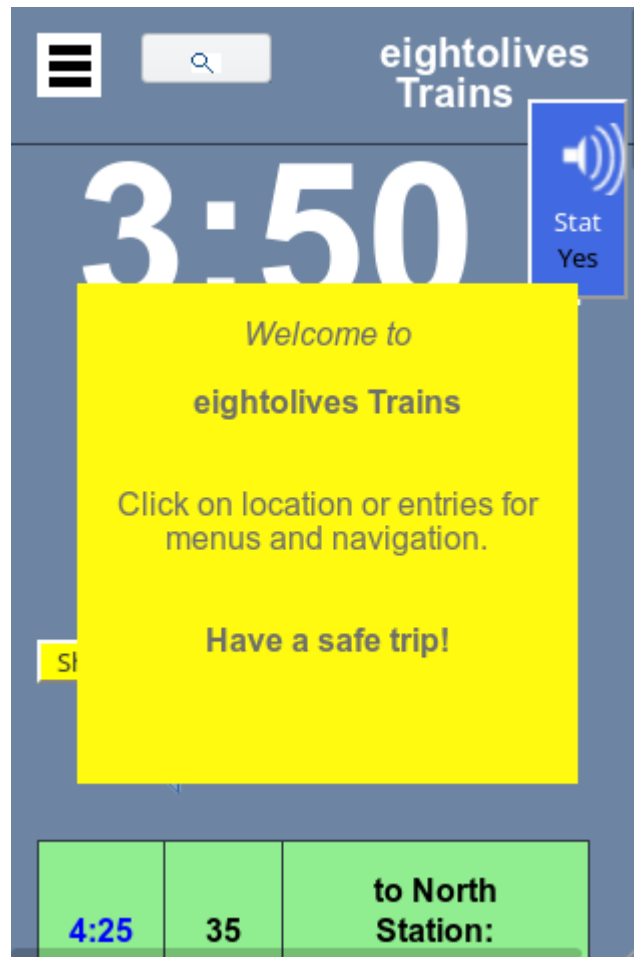 eightolives
Trains
3:50
Stat
Yes
Welcome to
eightolives Trains
Click on location or entries for
menus and navigation.
Have a safe trip!
4:25 35 to North
Station: